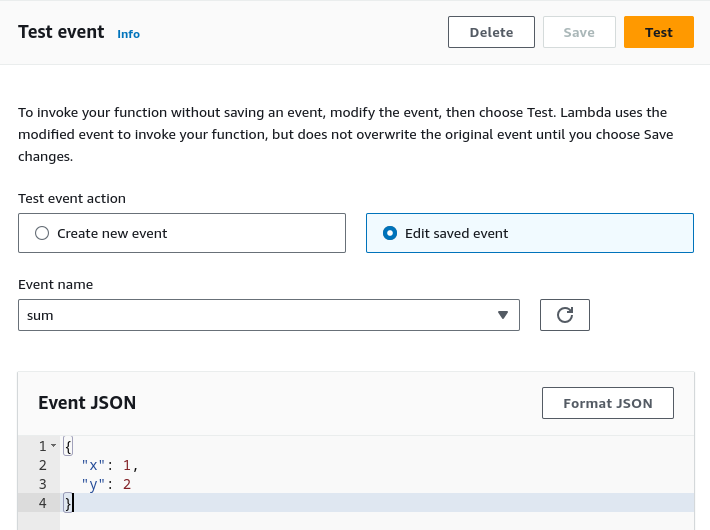 Test event Info Delete Save Test
To invoke your function without saving an event, modify the event, then choose Test. Lambda uses the
modified event to invoke your function, but does not overwrite the original event until you choose Save
changes.
Test event action
Create new event Edit saved event
Event name
sum
Event JSON Format JSON
1 {
2 "x": 1,
3 "y": 2
4 }